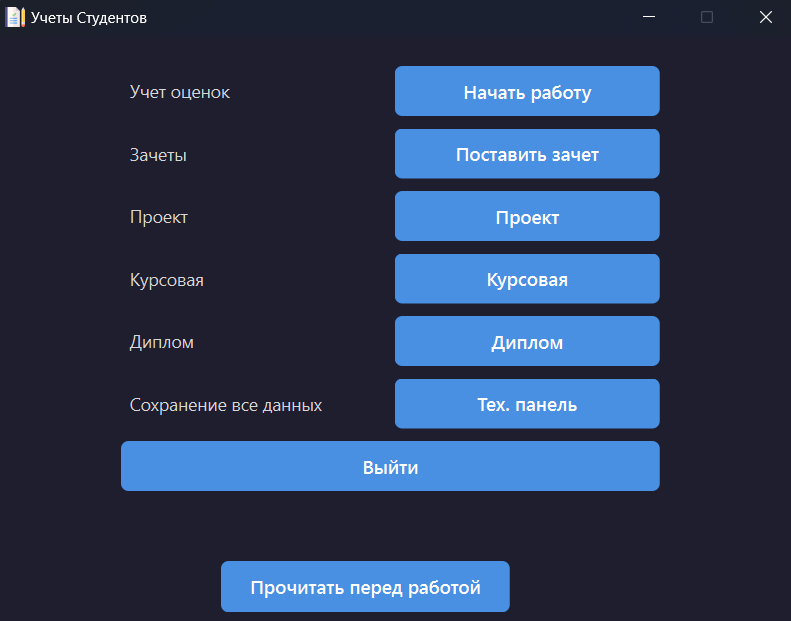 Учеты Студентов
Учет оценок
Начать работу
Зачеты
Поставить зачет
Проект
Проект
Курсовая
Курсовая
Диплом
Диплом
Сохранение все данных
Тех. панель
Выйти
Прочитать перед работой